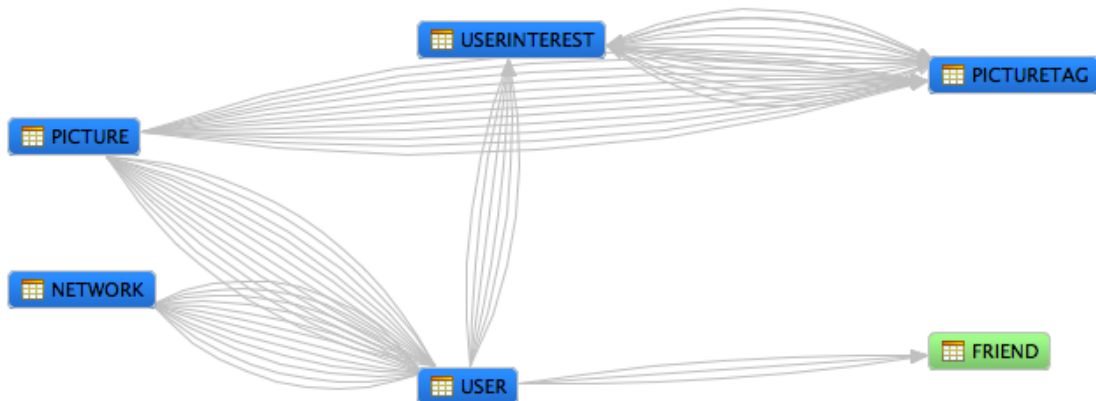 USERINTEREST
PICTURETAG
PICTURE
NETWORK
FRIEND
USER